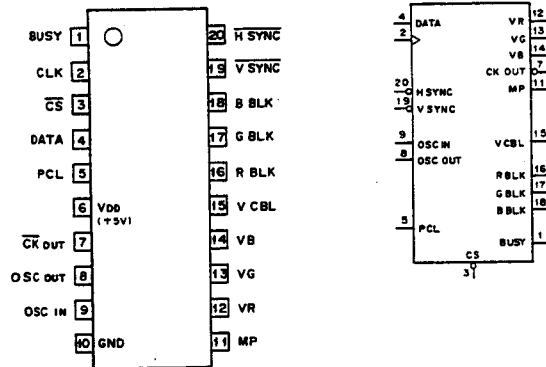 BUSY 1
CLK 2
CS 3
DATA 4
PCL 5
6 VDD
(+5V)
CK OUT 7
OSC OUT 8
OSC IN 9
10 GND
20 H SYNC
19 V SYNC
18 B BLK
17 G BLK
16 R BLK
15 V CBL
14 VB
13 VG
12 VR
11 MP
4 DATA
2
20 H SYNC
19 V SYNC
9 OSC IN
8 OSC OUT
5 PCL
VR 12
VG 13
VB 14
CK OUT 7
MP 11
VCBL 15
RBLK 16
GBLK 17
BBLK 18
BUSY 1
CS
3